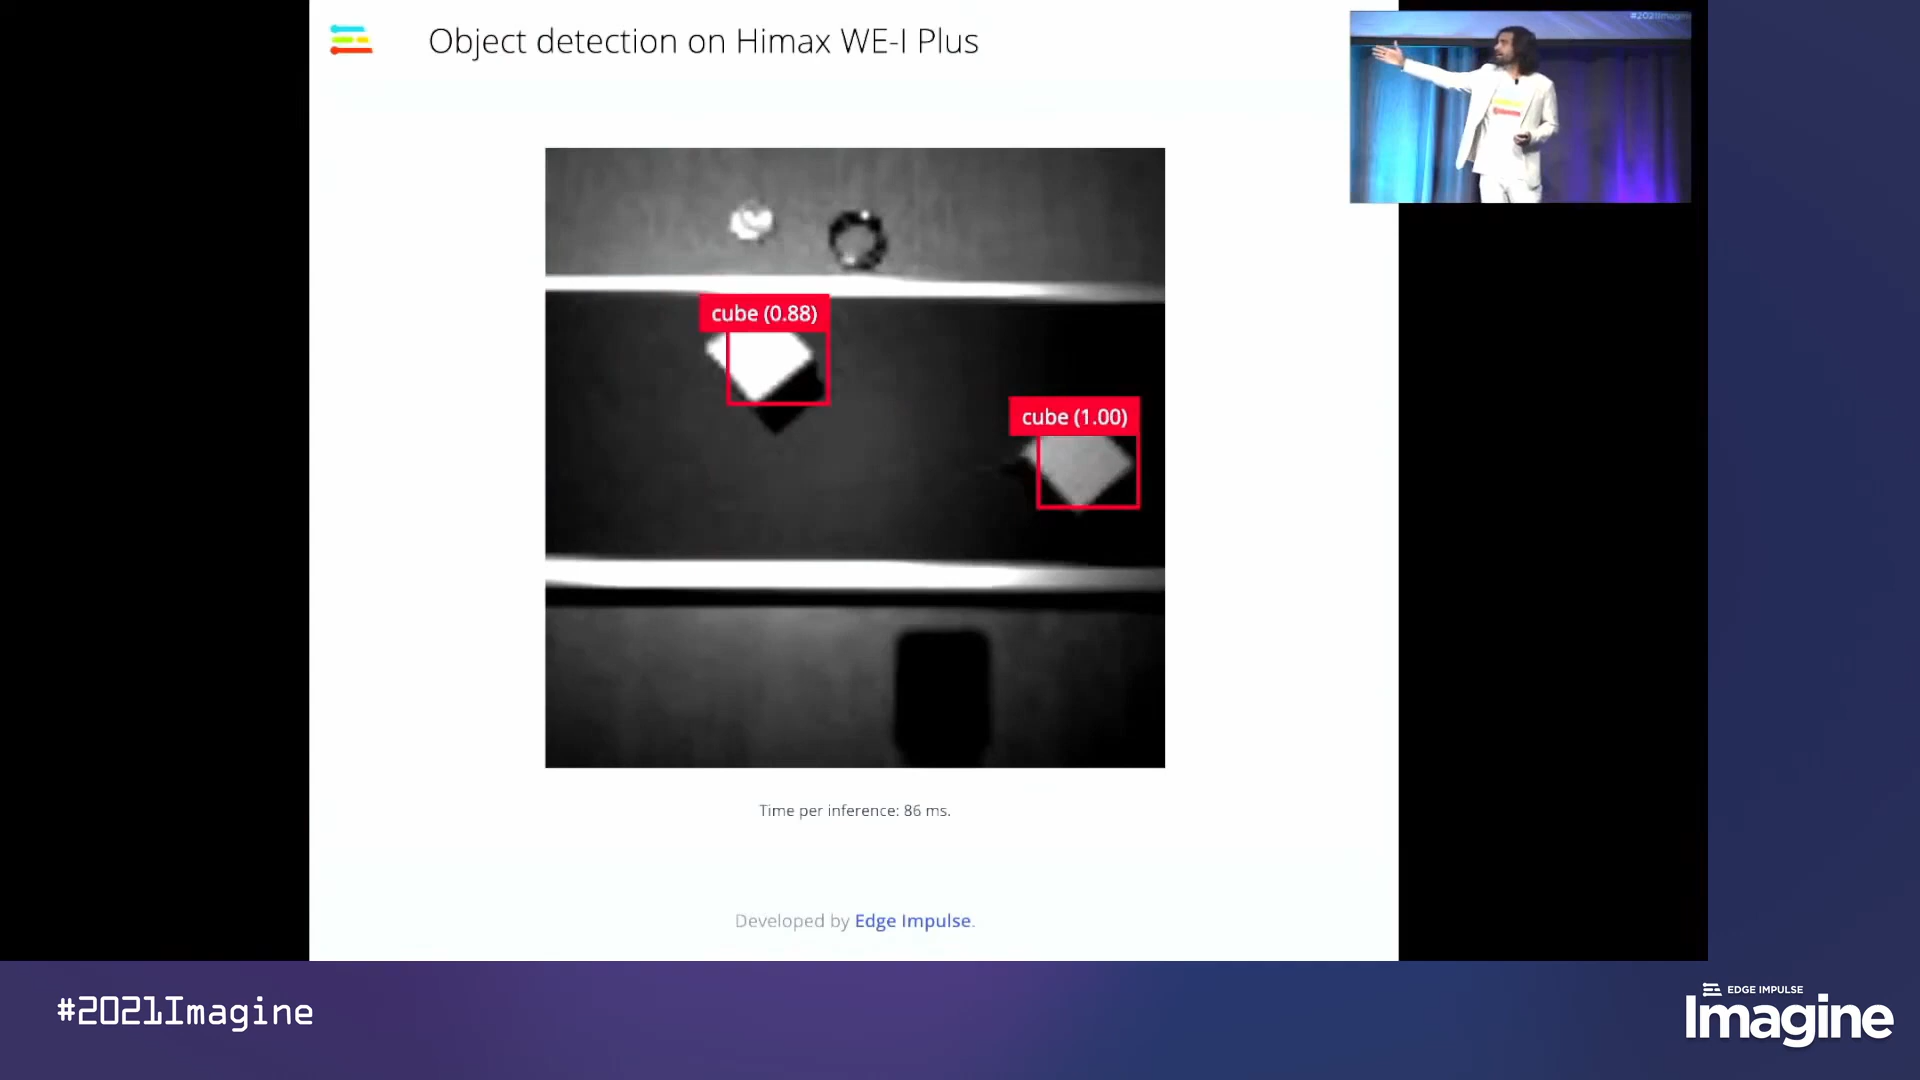 Object detection on Himax WE-I Plus
#2021Imagine
cube (0.88)
cube (1.00)
Time per inference: 86 ms.
Developed by Edge Impulse.
#2021Imagine
EDGE IMPULSE
Imagine